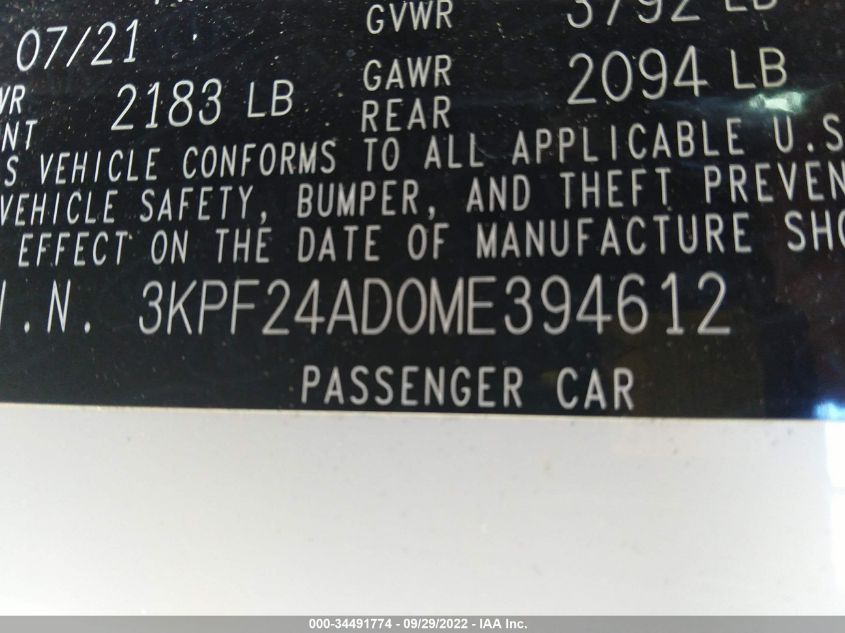 07/21 GVWR 3792 LB
2183 LB GAWR REAR 2094 LB
VEHICLE CONFORMS TO ALL APPLICABLE U.S
VEHICLE SAFETY, BUMPER, AND THEFT PREVEN
EFFECT ON THE DATE OF MANUFACTURE SHO
I.N. 3KPF24AD0ME394612
PASSENGER CAR
000-34491774 - 09/29/2022 - IAA Inc.